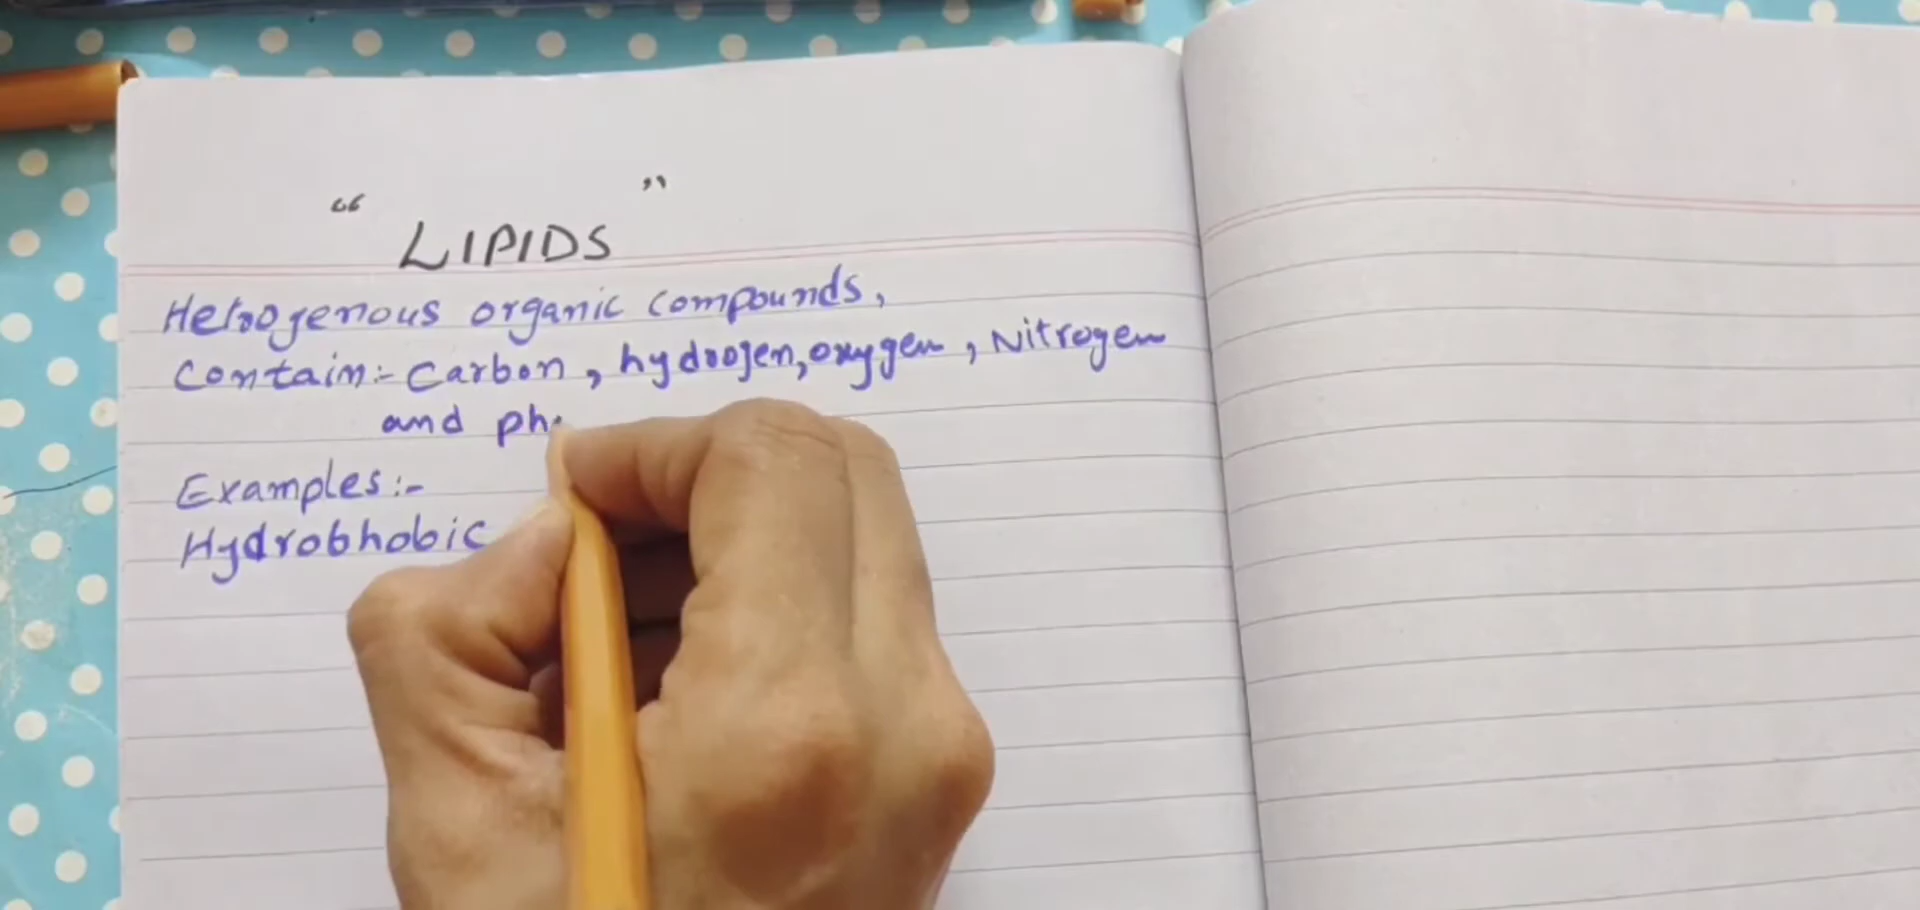 “ LIPIDS ”
Hetrogenous organic compounds,
Contain:- Carbon, hydrogen, oxygen, Nitrogen
and ph
Examples:-
Hydrobhobic